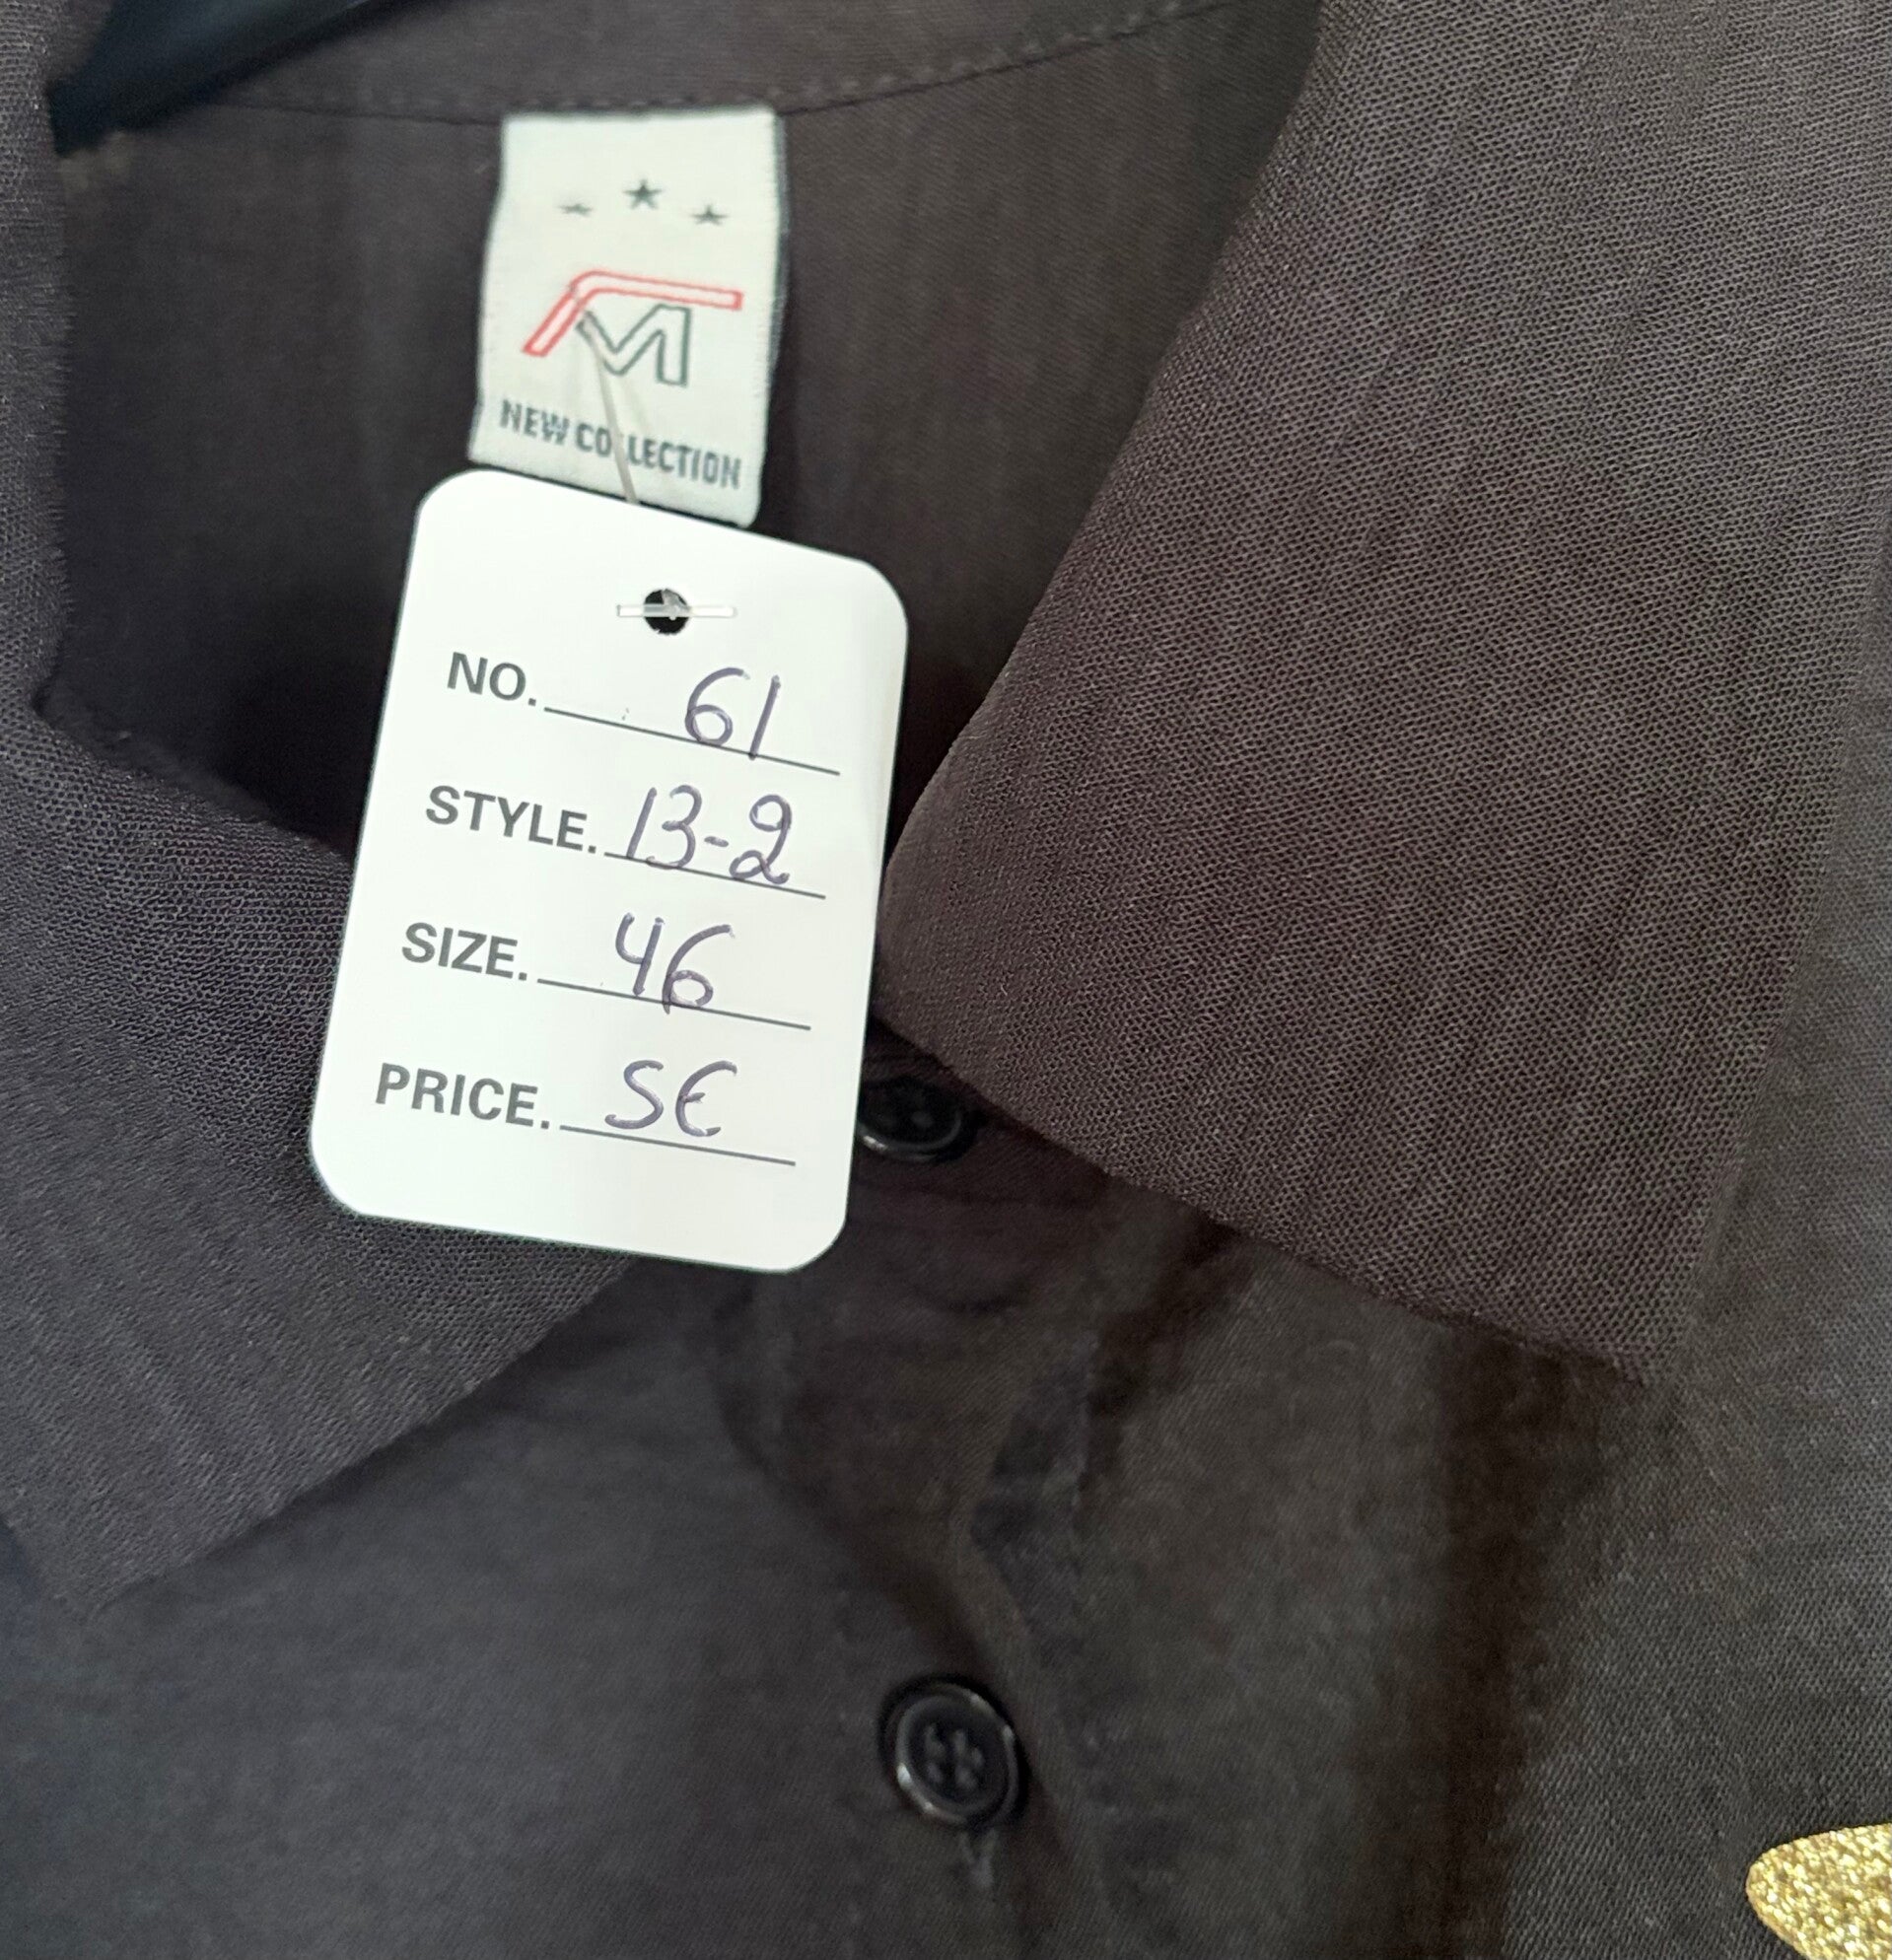 M
NEW COLLECTION
NO. 61
STYLE. 13-2
SIZE. 46
PRICE. 5€